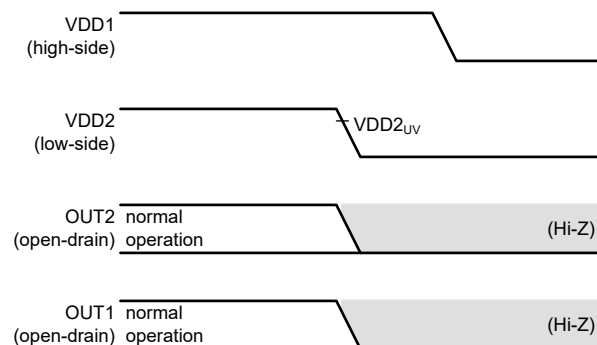 VDD1
(high-side)
VDD2
(low-side)
VDD2UV
OUT2
(open-drain)
normal
operation
(Hi-Z)
OUT1
(open-drain)
normal
operation
(Hi-Z)